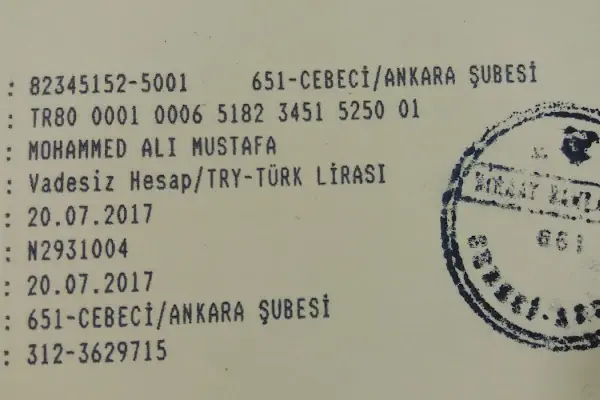 : 82345152-5001 651-CEBECİ/ANKARA ŞUBESİ
: TR80 0001 0006 5182 3451 5250 01
: MOHAMMED ALI MUSTAFA
: Vadesiz Hesap/TRY-TÜRK LİRASI
: 20.07.2017
: N2931004
: 20.07.2017
: 651-CEBECİ/ANKARA ŞUBESİ
: 312-3629715